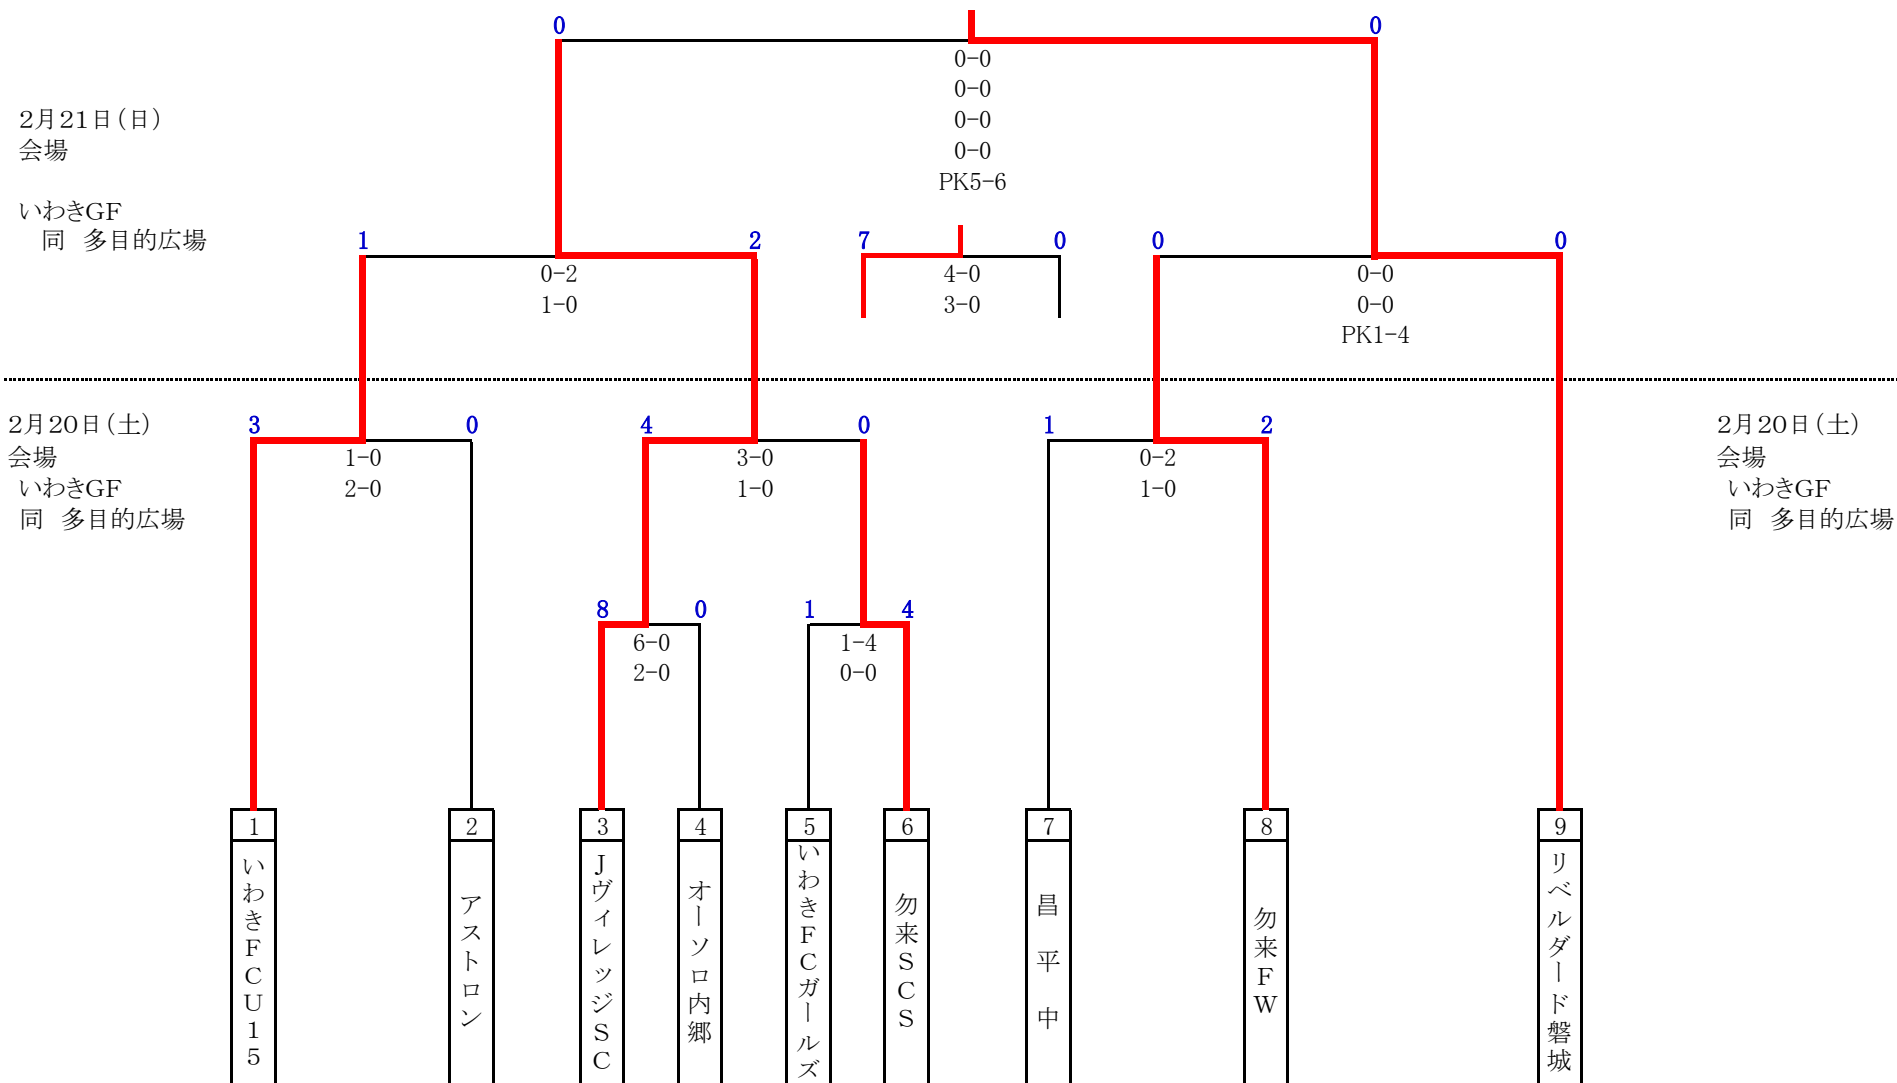 0 0
0-0
0-0
0-0
0-0
PK5-6
2月21日(日)
会場
いわきGF
同 多目的広場
1 2 7 0 0 0
0-2 4-0 0-0
1-0 3-0 0-0
PK1-4
2月20日(土)
会場
いわきGF
同 多目的広場
3 0 4 0 1 2
1-0 3-0 0-2
2-0 1-0 1-0
2月20日(土)
会場
いわきGF
同 多目的広場
8 0 1 4
6-0 1-4
2-0 0-0
1 2 3 4 5 6 7 8 9
いわきFCU15
アストロン
JヴィレッジSC
オーソロ内郷
いわきFCガールズ
勿来SCS
昌平中
勿来FW
リベルダード磐城